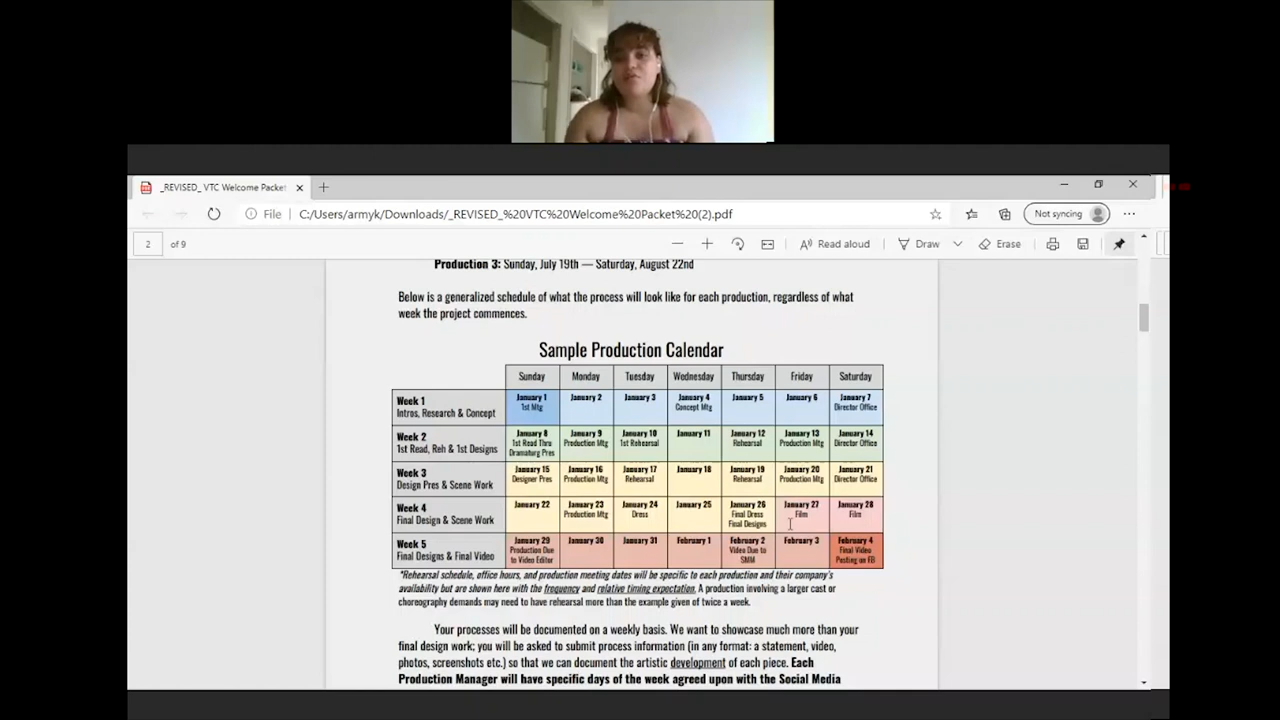 _REVISED_ VTC Welcome Packet
File C:/Users/armyk/Downloads/_REVISED_%20VTC%20Welcome%20Packet%20(2).pdf Not syncing
2 of 9 Read aloud Draw Erase
Production 3: Sunday, July 19th — Saturday, August 22nd
Below is a generalized schedule of what the process will look like for each production, regardless of what
week the project commences.
Sample Production Calendar
Sunday Monday Tuesday Wednesday Thursday Friday Saturday
Week 1 January 1 January 2 January 3 January 4 January 5 January 6 January 7
Intros, Research & Concept 1st Mtg Concept Mtg Director Office
Week 2 January 8 January 9 January 10 January 11 January 12 January 13 January 14
1st Read, Reh & 1st Designs 1st Read Thru Production Mtg 1st Rehearsal Rehearsal Production Mtg Director Office
Dramaturg Pres
Week 3 January 15 January 16 January 17 January 18 January 19 January 20 January 21
Design Pres & Scene Work Designer Pres Production Mtg Rehearsal Rehearsal Production Mtg Director Office
Week 4 January 22 January 23 January 24 January 25 January 26 January 27 January 28
Final Design & Scene Work Production Mtg Dress Final Dress Film Film
Final Designs
Week 5 January 29 January 30 January 31 February 1 February 2 February 3 February 4
Final Designs & Final Video Production Due Video Due to Final Video
to Video Editor SMM Posting on FB
*Rehearsal schedule, office hours, and production meeting dates will be specific to each production and their company's
availability but are shown here with the frequency and relative timing expectation. A production involving a larger cast or
choreography demands may need to have rehearsal more than the example given of twice a week.
Your processes will be documented on a weekly basis. We want to showcase much more than your
final design work; you will be asked to submit process information (in any format: a statement, video,
photos, screenshots etc.) so that we can document the artistic development of each piece. Each
Production Manager will have specific days of the week agreed upon with the Social Media